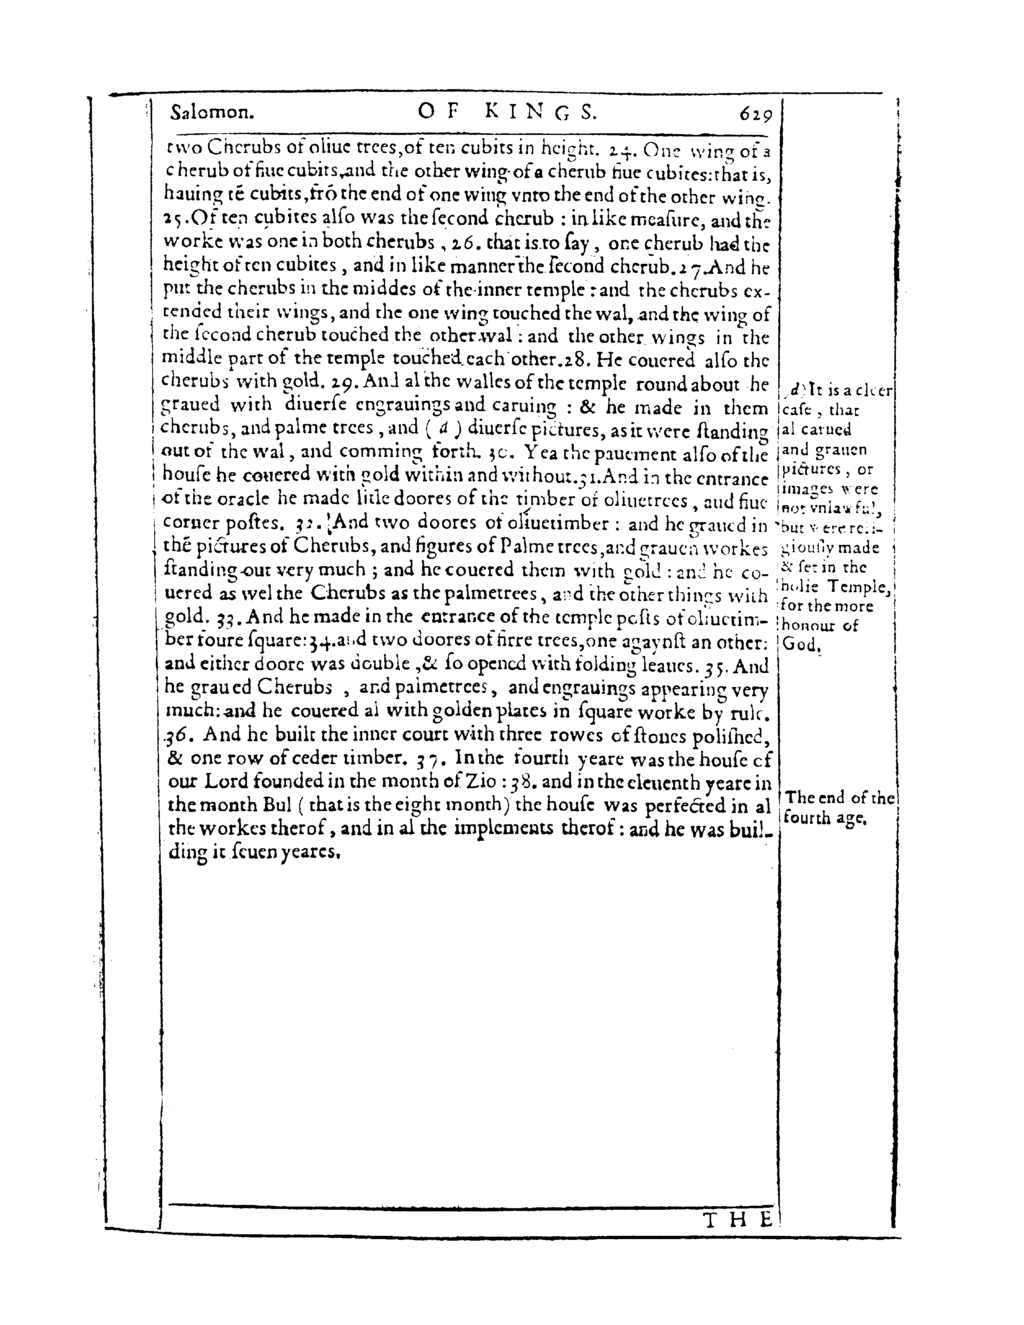 Salomon. OF KINGS. 629
two Cherubs of oliue trees,of ten cubits in height. 24. One wing of a
cherub of fiue cubits,and the other wing of a cherub fiue cubites:that is,
hauing tē cubits,frō the end of one wing vnto the end of the other wing.
25.Of ten cubites alſo was the ſecond cherub : in like meaſure, and the
worke was one in both cherubs , 26. that is to ſay , one cherub had the
height of ten cubites , and in like manner the ſecond cherub.27.And he
put the cherubs in the middes of the inner temple : and the cherubs ex-
tended their wings, and the one wing touched the wal, and the wing of
the ſecond cherub touched the other wal : and the other wings in the
middle part of the temple touched each other.28. He couered alſo the
cherubs with gold. 29. And al the walles of the temple round about he
graued with diuerſe engrauings and caruing : & he made in them
cherubs, and palme trees , and ( d ) diuerſe pictures, as it were ſtanding
out of the wal , and comming forth. 30. Yea the pauement alſo of the
houſe he couered with gold within and without.31.And in the entrance
of the oracle he made litle doores of the timber of oliuetrees , and fiue
corner poſtes. 32. And two doores of oliuetimber : and he graued in
thē pictures of Cherubs, and figures of Palmetrees,and grauen workes
ſtanding out very much ; and he couered them with gold : and he co-
uered as wel the Cherubs as the palmetrees , and the other things with
gold. 33. And he made in the entrance of the temple poſts of oliuetim-
ber foure ſquare:34.and two doores of firre trees,one agaynſt an other:
and either doore was double ,& ſo opened with folding leaues. 35. And
he graued Cherubs , and palmetrees, and engrauings appearing very
much: and he couered al with golden plates in ſquare worke by rule.
36. And he built the inner court with three rowes of ſtones poliſhed,
& one row of ceder timber. 37. In the fourth yeare was the houſe of
our Lord founded in the month of Zio : 38. and in the eleuenth yeare in
the month Bul ( that is the eight month) the houſe was perfected in al
the workes therof , and in al the implements therof : and he was buil-
ding it ſeuen yeares.
d) It is a cleer
caſe , that
al carued
and grauen
pictures , or
images were
not vnlawful,
but were reli-
giouſly made
& ſet in the
holie Temple,
for the more
honour of
God.
The end of the
fourth age.
THE